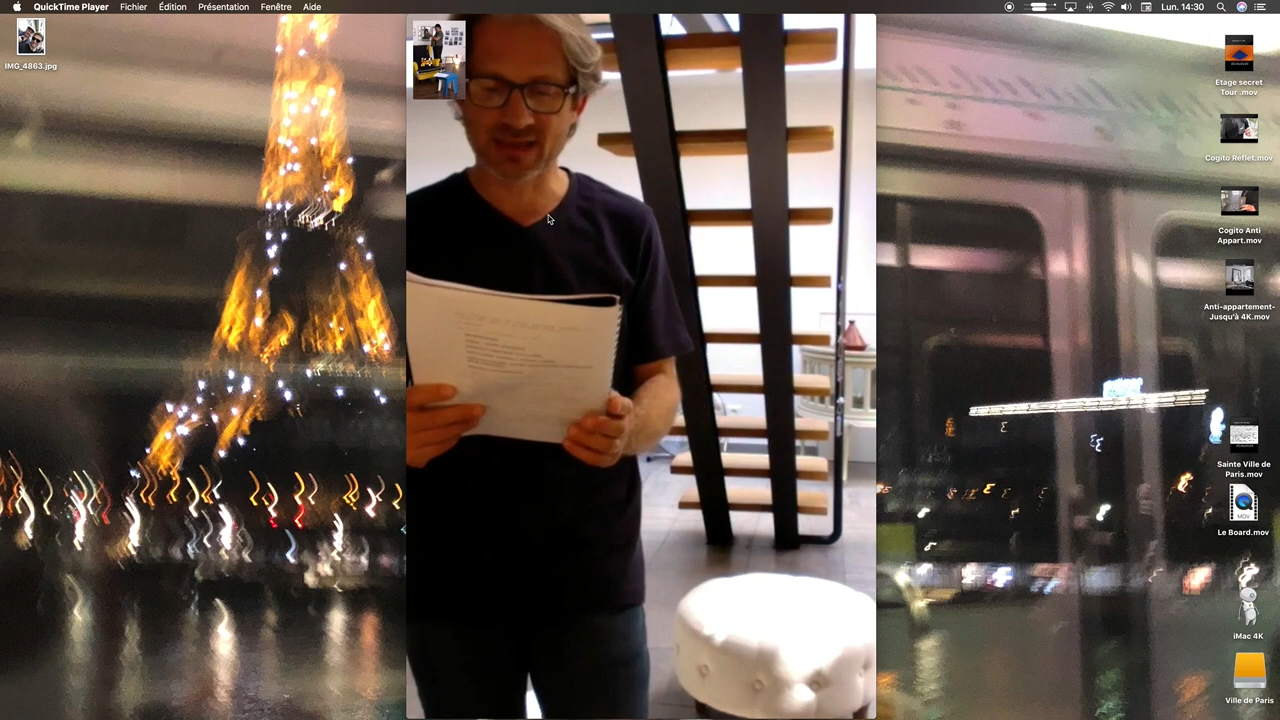 QuickTime Player Fichier Édition Présentation Fenêtre Aide
Lun. 14:30
IMG_4863.jpg
Etage secret
Tour .mov
Cogito Reflet.mov
Cogito Anti
Appart.mov
Anti-appartement-
Jusqu'à 4K.mov
Sainte Ville de
Paris.mov
MOV
Le Board.mov
iMac 4K
Ville de Paris